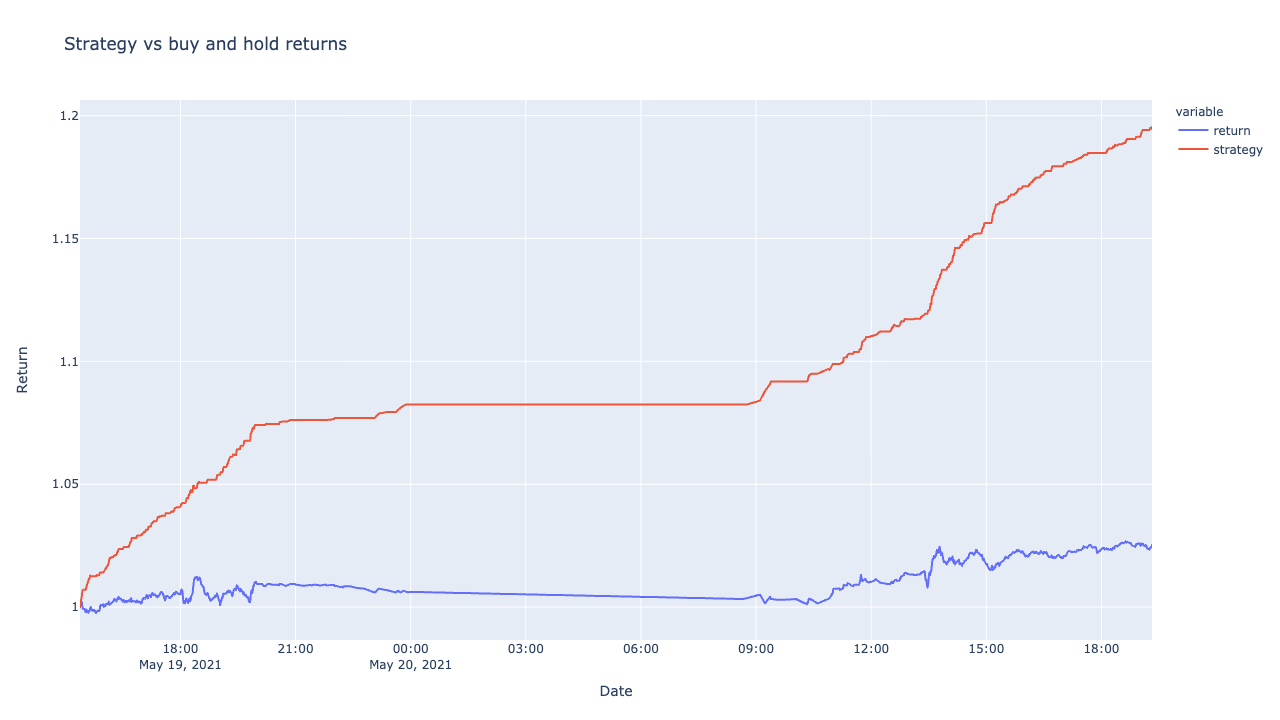 Strategy vs buy and hold returns
variable
return
strategy
1.2
1.15
1.1
1.05
1
Return
18:00 21:00 00:00 03:00 06:00 09:00 12:00 15:00 18:00
May 19, 2021 May 20, 2021
Date